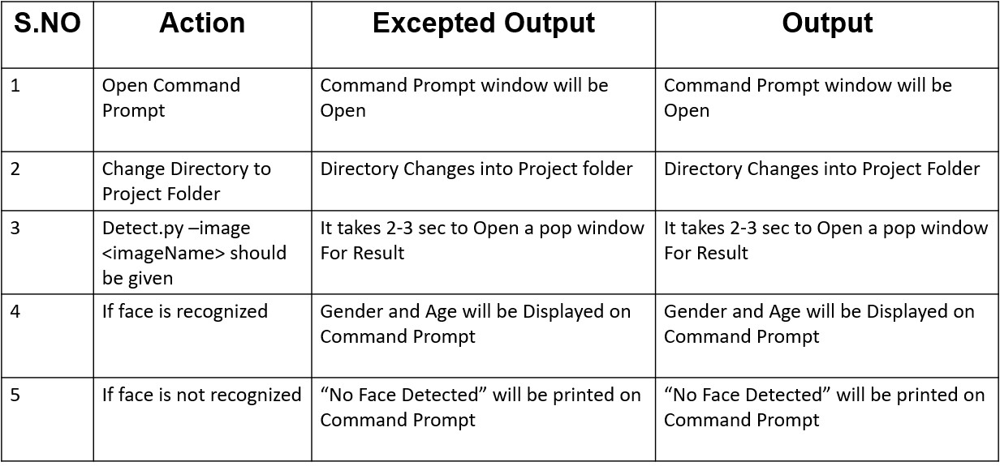 S.NO Action Excepted Output Output
1 Open Command Command Prompt window will be Command Prompt window will be
Prompt Open Open
2 Change Directory to Directory Changes into Project folder Directory Changes into Project Folder
Project Folder
3 Detect.py –image It takes 2-3 sec to Open a pop window It takes 2-3 sec to Open a pop window
<imageName> should For Result For Result
be given
4 If face is recognized Gender and Age will be Displayed on Gender and Age will be Displayed on
Command Prompt Command Prompt
5 If face is not recognized “No Face Detected” will be printed on “No Face Detected” will be printed on
Command Prompt Command Prompt